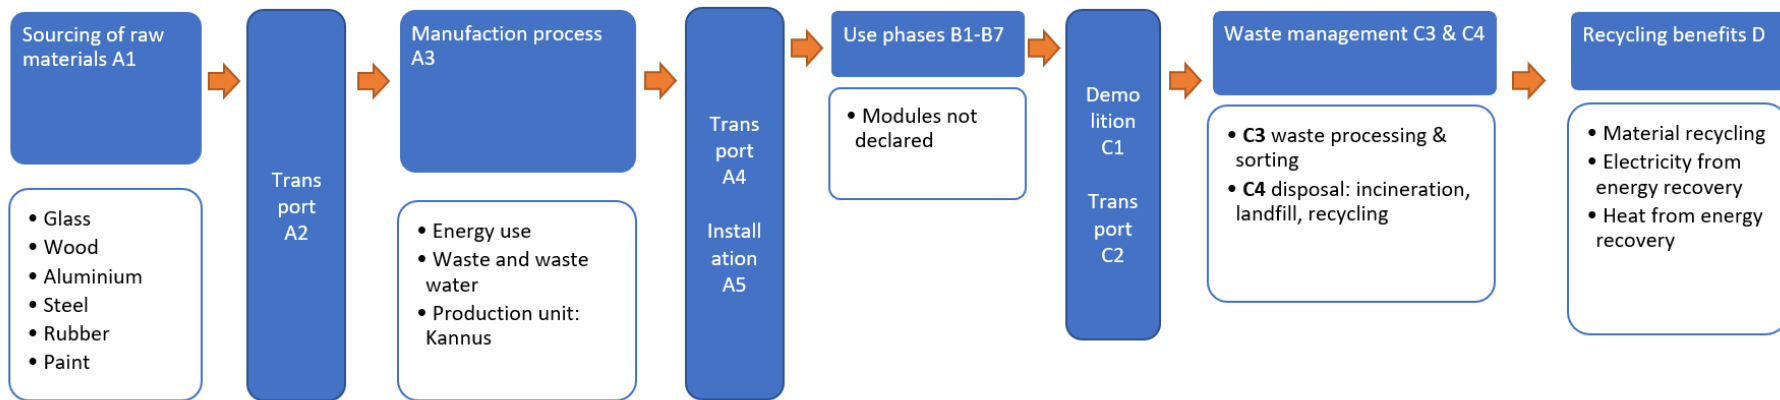 Sourcing of raw
materials A1
• Glass
• Wood
• Aluminium
• Steel
• Rubber
• Paint
Trans
port
A2
Manufaction process
A3
• Energy use
• Waste and waste
water
• Production unit:
Kannus
Trans
port
A4
Install
ation
A5
Use phases B1-B7
• Modules not
declared
Demo
lition
C1
Trans
port
C2
Waste management C3 & C4
• C3 waste processing &
sorting
• C4 disposal: incineration,
landfill, recycling
Recycling benefits D
• Material recycling
• Electricity from
energy recovery
• Heat from energy
recovery